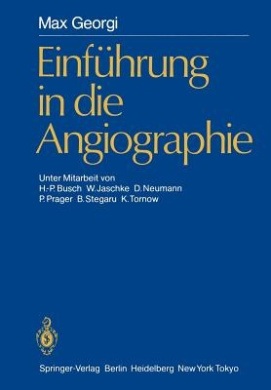 Max Georgi
Einführung
in die
Angiographie
Unter Mitarbeit von
H.-P. Busch W. Jaschke D. Neumann
P. Prager B. Stegaru K. Tornow
Springer-Verlag Berlin Heidelberg New York Tokyo